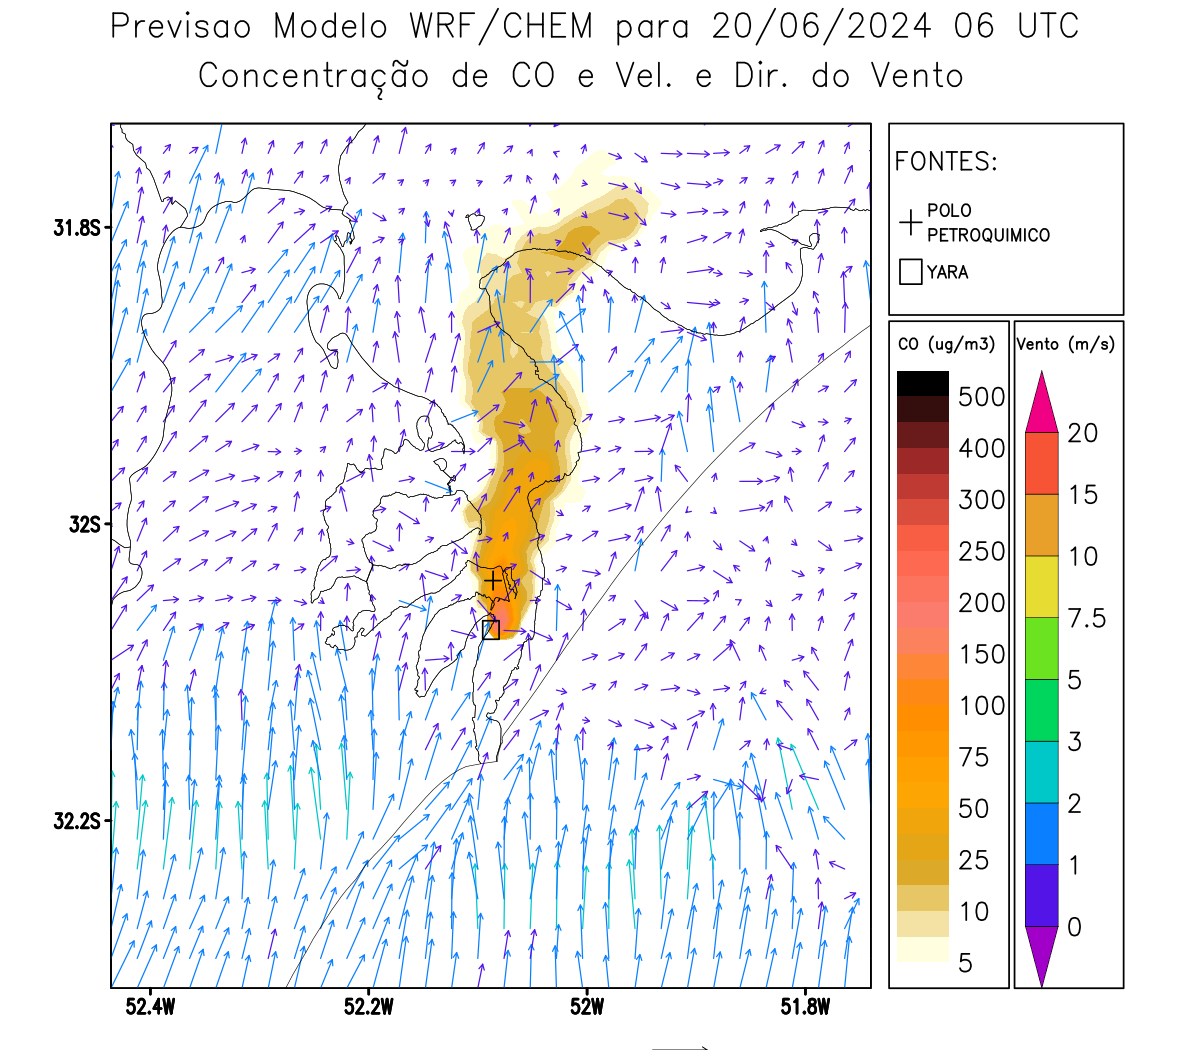 Previsao Modelo WRF/CHEM para 20/06/2024 06 UTC
Concentração de CO e Vel. e Dir. do Vento
FONTES:
POLO
PETROQUIMICO
YARA
CO (ug/m3)
500
400
300
250
200
150
100
75
50
25
10
5
Vento (m/s)
20
15
10
7.5
5
3
2
1
0
31.8S
32S
32.2S
52.4W
52.2W
52W
51.8W